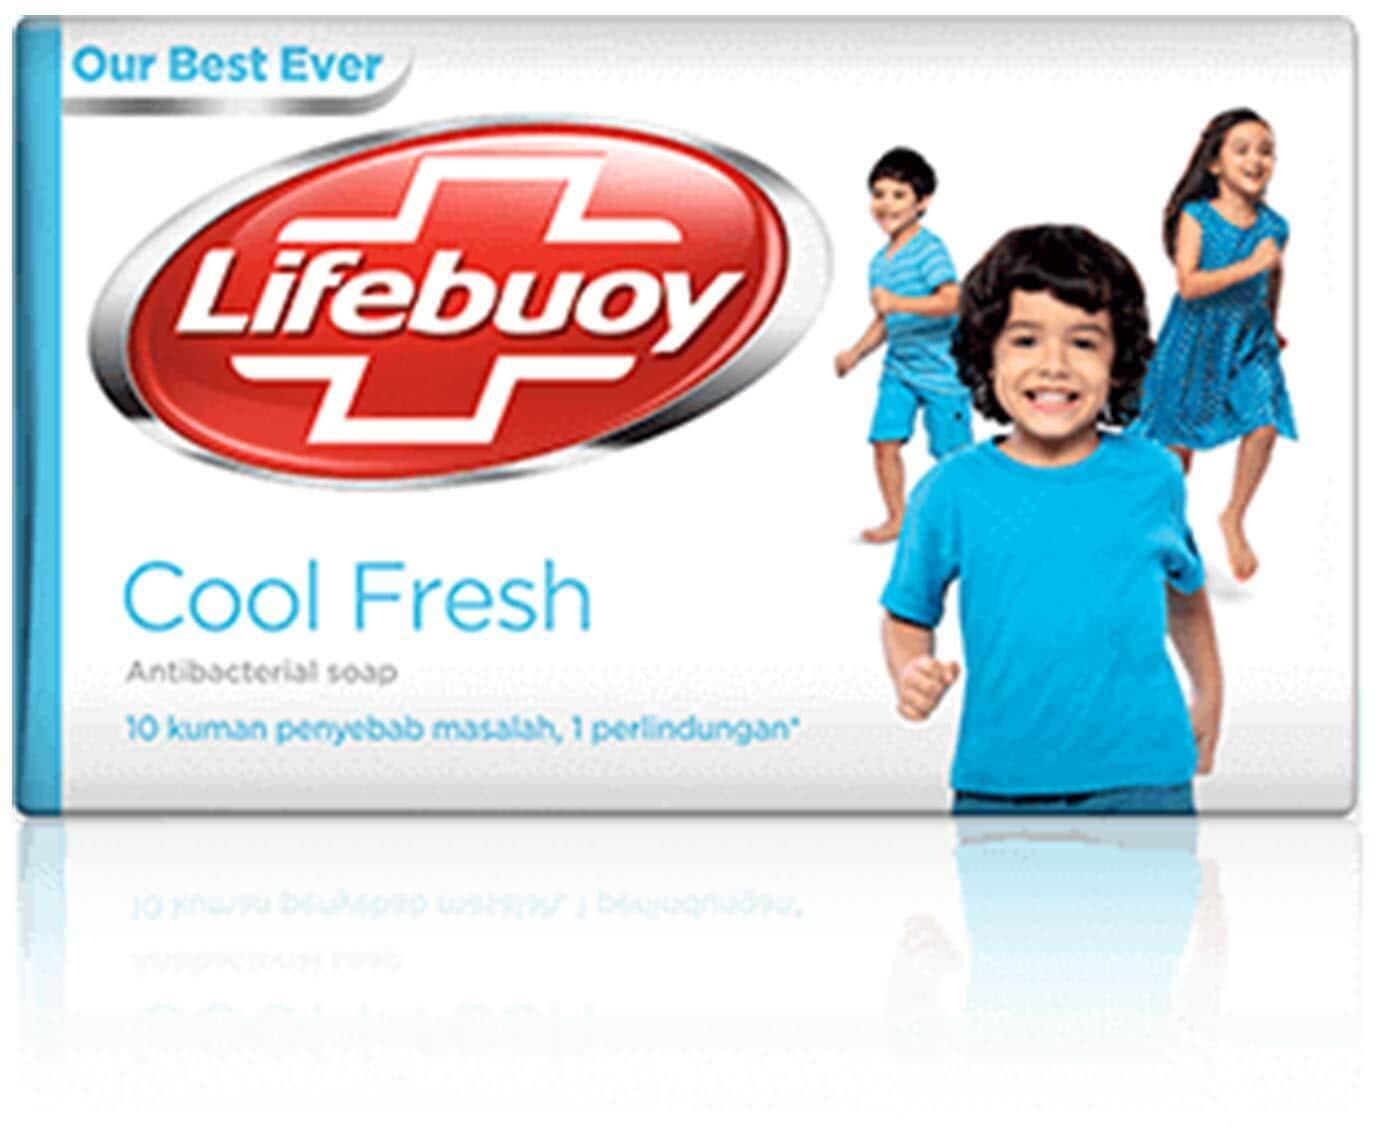 Our Best Ever
Lifebuoy
Cool Fresh
Antibacterial soap
10 kuman penyebab masalah, 1 perlindungan*